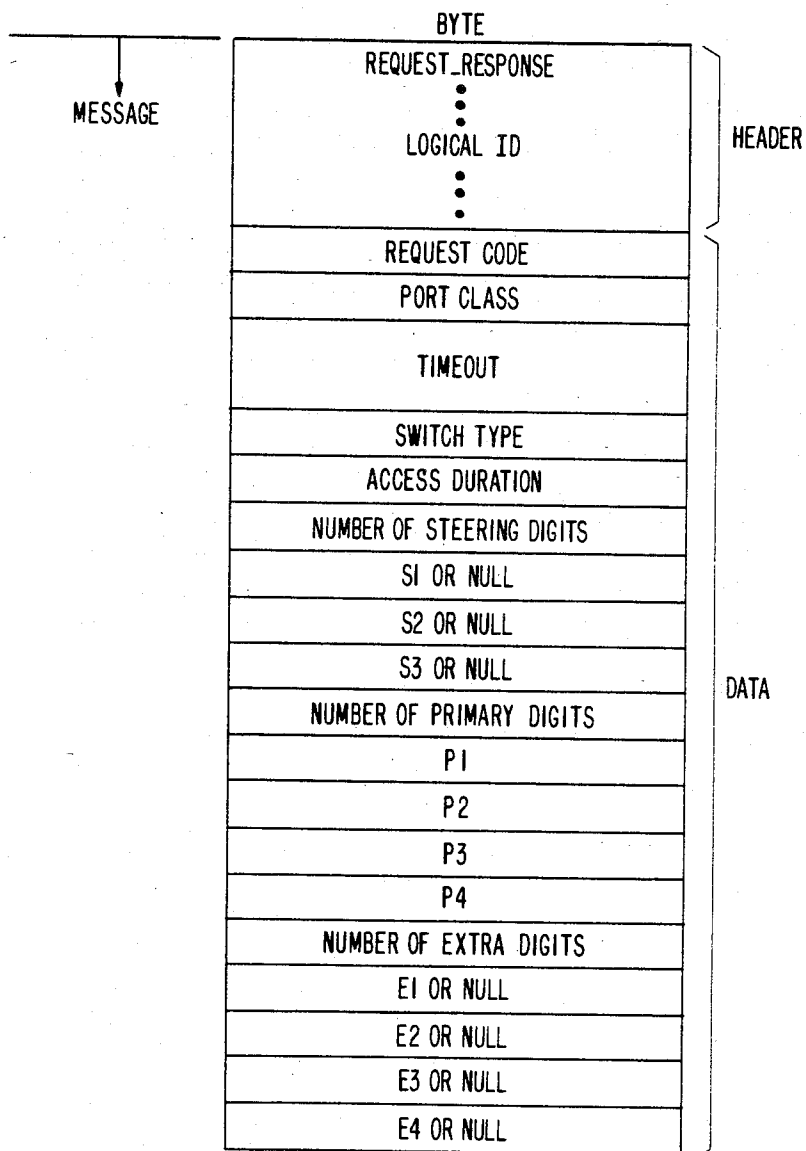 BYTE
REQUEST_RESPONSE
MESSAGE
LOGICAL ID
HEADER
REQUEST CODE
PORT CLASS
TIMEOUT
SWITCH TYPE
ACCESS DURATION
NUMBER OF STEERING DIGITS
S1 OR NULL
S2 OR NULL
S3 OR NULL
DATA
NUMBER OF PRIMARY DIGITS
P1
P2
P3
P4
NUMBER OF EXTRA DIGITS
E1 OR NULL
E2 OR NULL
E3 OR NULL
E4 OR NULL